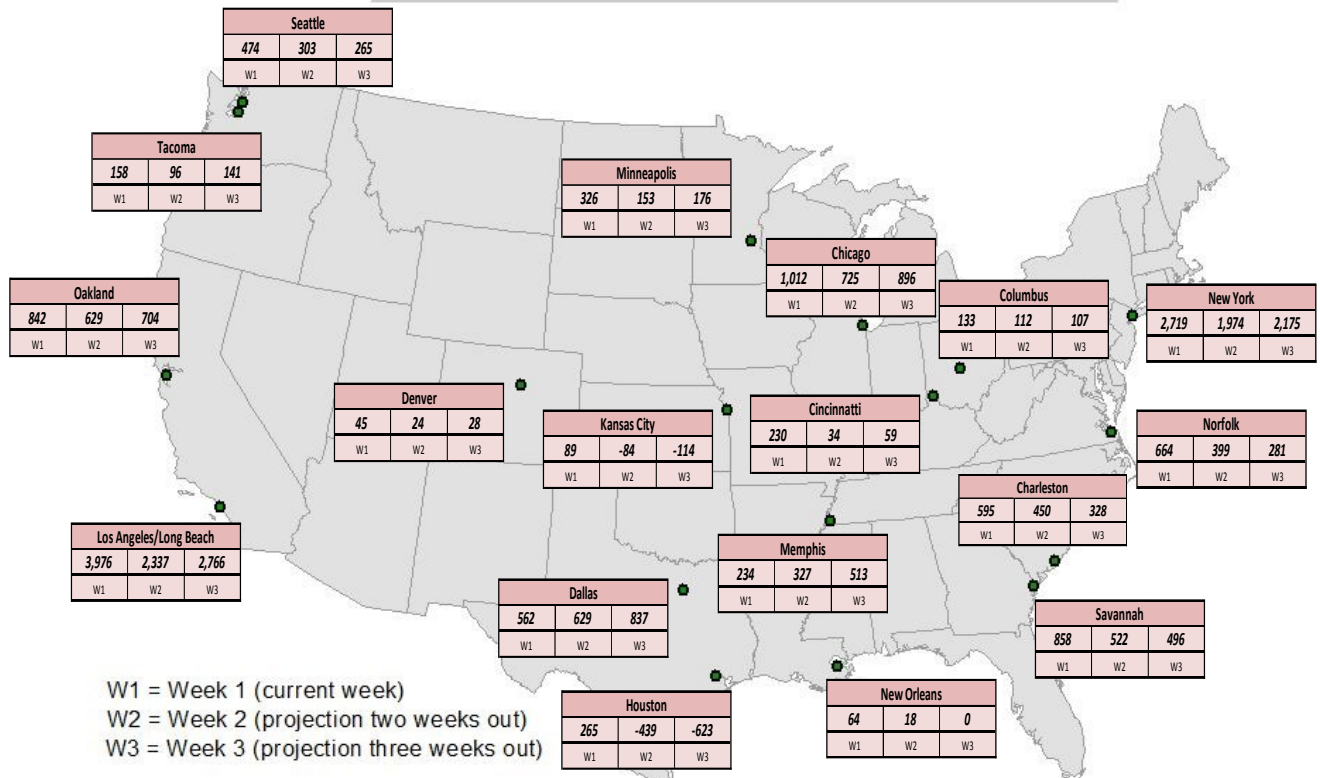 Seattle
474 303 265
W1 W2 W3
Tacoma
158 96 141
W1 W2 W3
Minneapolis
326 153 176
W1 W2 W3
Chicago
1,012 725 896
W1 W2 W3
Oakland
842 629 704
W1 W2 W3
Columbus
133 112 107
W1 W2 W3
New York
2,719 1,974 2,175
W1 W2 W3
Denver
45 24 28
W1 W2 W3
Kansas City
89 -84 -114
W1 W2 W3
Cincinnatti
230 34 59
W1 W2 W3
Norfolk
664 399 281
W1 W2 W3
Charleston
595 450 328
W1 W2 W3
Los Angeles/Long Beach
3,976 2,337 2,766
W1 W2 W3
Memphis
234 327 513
W1 W2 W3
Dallas
562 629 837
W1 W2 W3
Savannah
858 522 496
W1 W2 W3
New Orleans
64 18 0
W1 W2 W3
Houston
265 -439 -623
W1 W2 W3
W1 = Week 1 (current week)
W2 = Week 2 (projection two weeks out)
W3 = Week 3 (projection three weeks out)